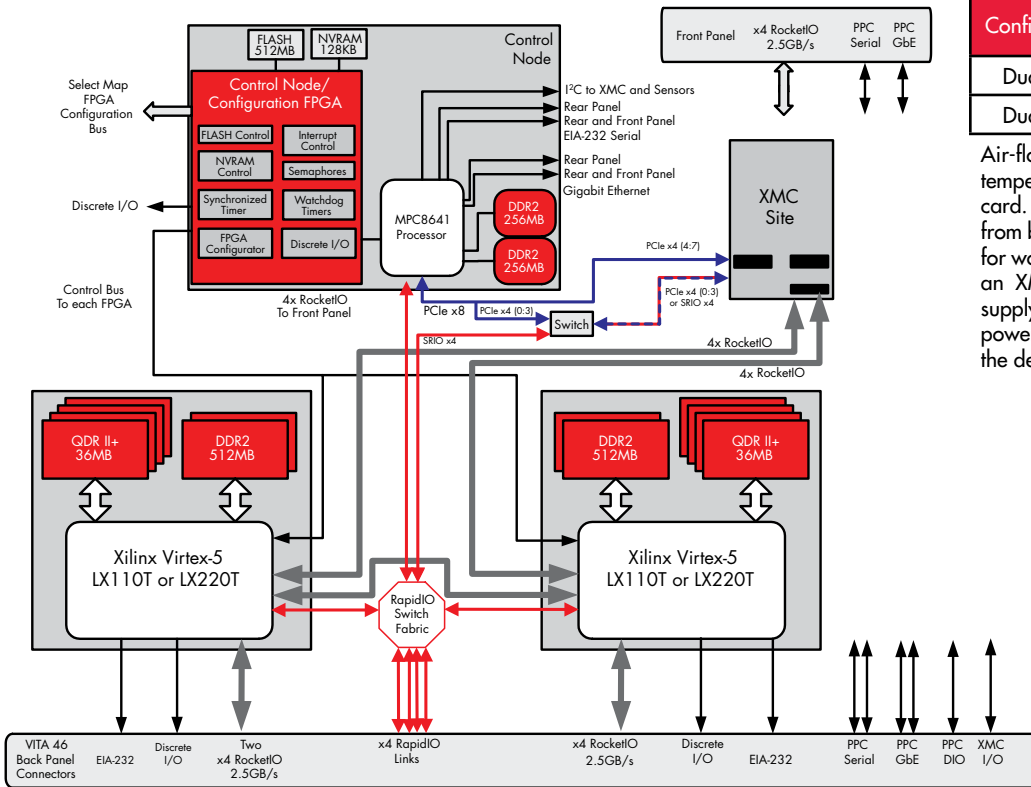 FLASH
512MB
NVRAM
128KB
Control
Node
Control Node/
Configuration FPGA
Select Map
FPGA
Configuration
Bus
FLASH Control
Interrupt
Control
NVRAM
Control
Semaphores
Synchronized
Timer
Watchdog
Timers
FPGA
Configurator
Discrete I/O
Discrete I/O
Control Bus
To each FPGA
MPC8641
Processor
I²C to XMC and Sensors
Rear Panel
Rear and Front Panel
EIA-232 Serial
Rear Panel
Rear and Front Panel
Gigabit Ethernet
DDR2
256MB
DDR2
256MB
Front Panel
x4 RocketIO
2.5GB/s
PPC
Serial
PPC
GbE
XMC
Site
PCIe x4 (4:7)
PCIe x4 (0:3)
or SRIO x4
4x RocketIO
To Front Panel
PCIe x8
PCIe x4 (0:3)
Switch
SRIO x4
4x RocketIO
4x RocketIO
QDR II+
36MB
DDR2
512MB
DDR2
512MB
QDR II+
36MB
Xilinx Virtex-5
LX110T or LX220T
Xilinx Virtex-5
LX110T or LX220T
RapidIO
Switch
Fabric
VITA 46
Back Panel
Connectors
EIA-232
Discrete
I/O
Two
x4 RocketIO
2.5GB/s
x4 RapidIO
Links
x4 RocketIO
2.5GB/s
Discrete
I/O
EIA-232
PPC
Serial
PPC
GbE
PPC
DIO
XMC
I/O
card.
from
an
the